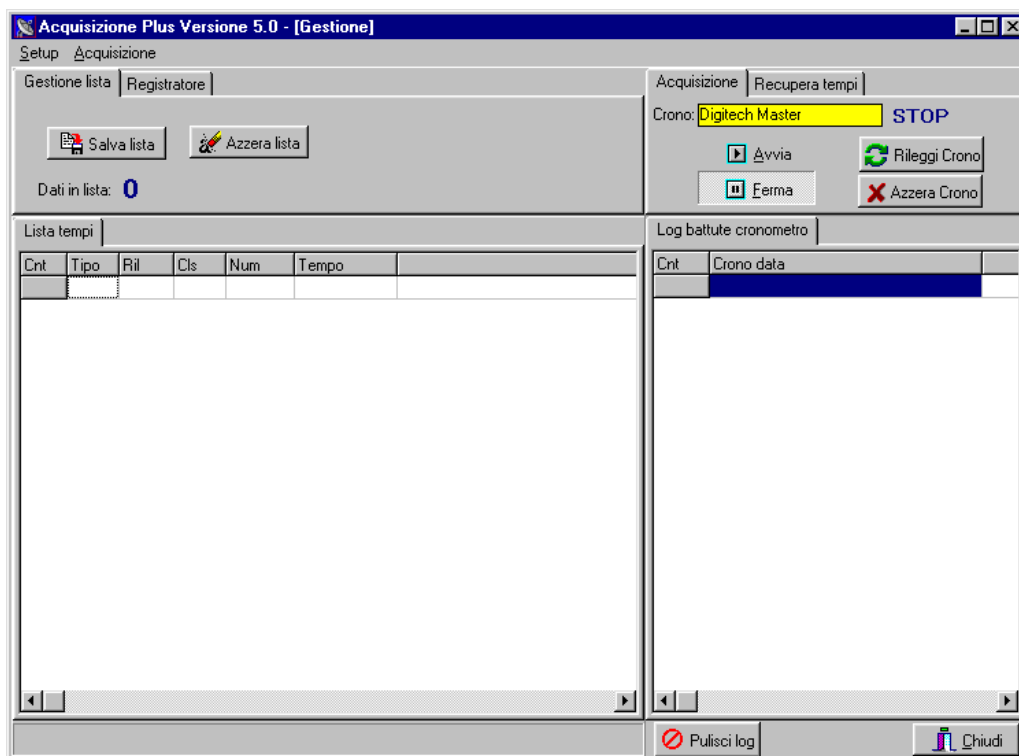 Acquisizione Plus Versione 5.0 - [Gestione]
Setup Acquisizione
Gestione lista Registratore
Salva lista Azzera lista
Dati in lista: 0
Acquisizione Recupera tempi
Crono: Digitech Master STOP
Avvia Rileggi Crono
Ferma Azzera Crono
Lista tempi
Cnt Tipo Ril Cls Num Tempo
Log battute cronometro
Cnt Crono data
Pulisci log Chiudi